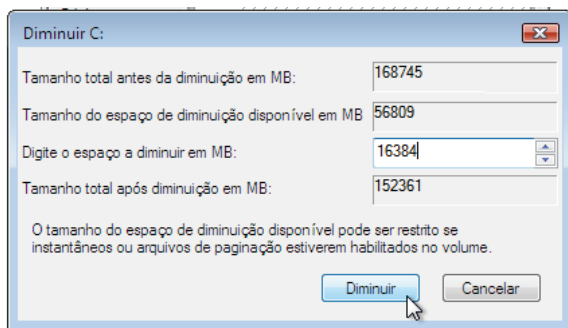 Diminuir C:
Tamanho total antes da diminuição em MB: 168745
Tamanho do espaço de diminuição disponível em MB 56809
Digite o espaço a diminuir em MB: 16384
Tamanho total após diminuição em MB: 152361
O tamanho do espaço de diminuição disponível pode ser restrito se
instantâneos ou arquivos de paginação estiverem habilitados no volume.
Diminuir Cancelar